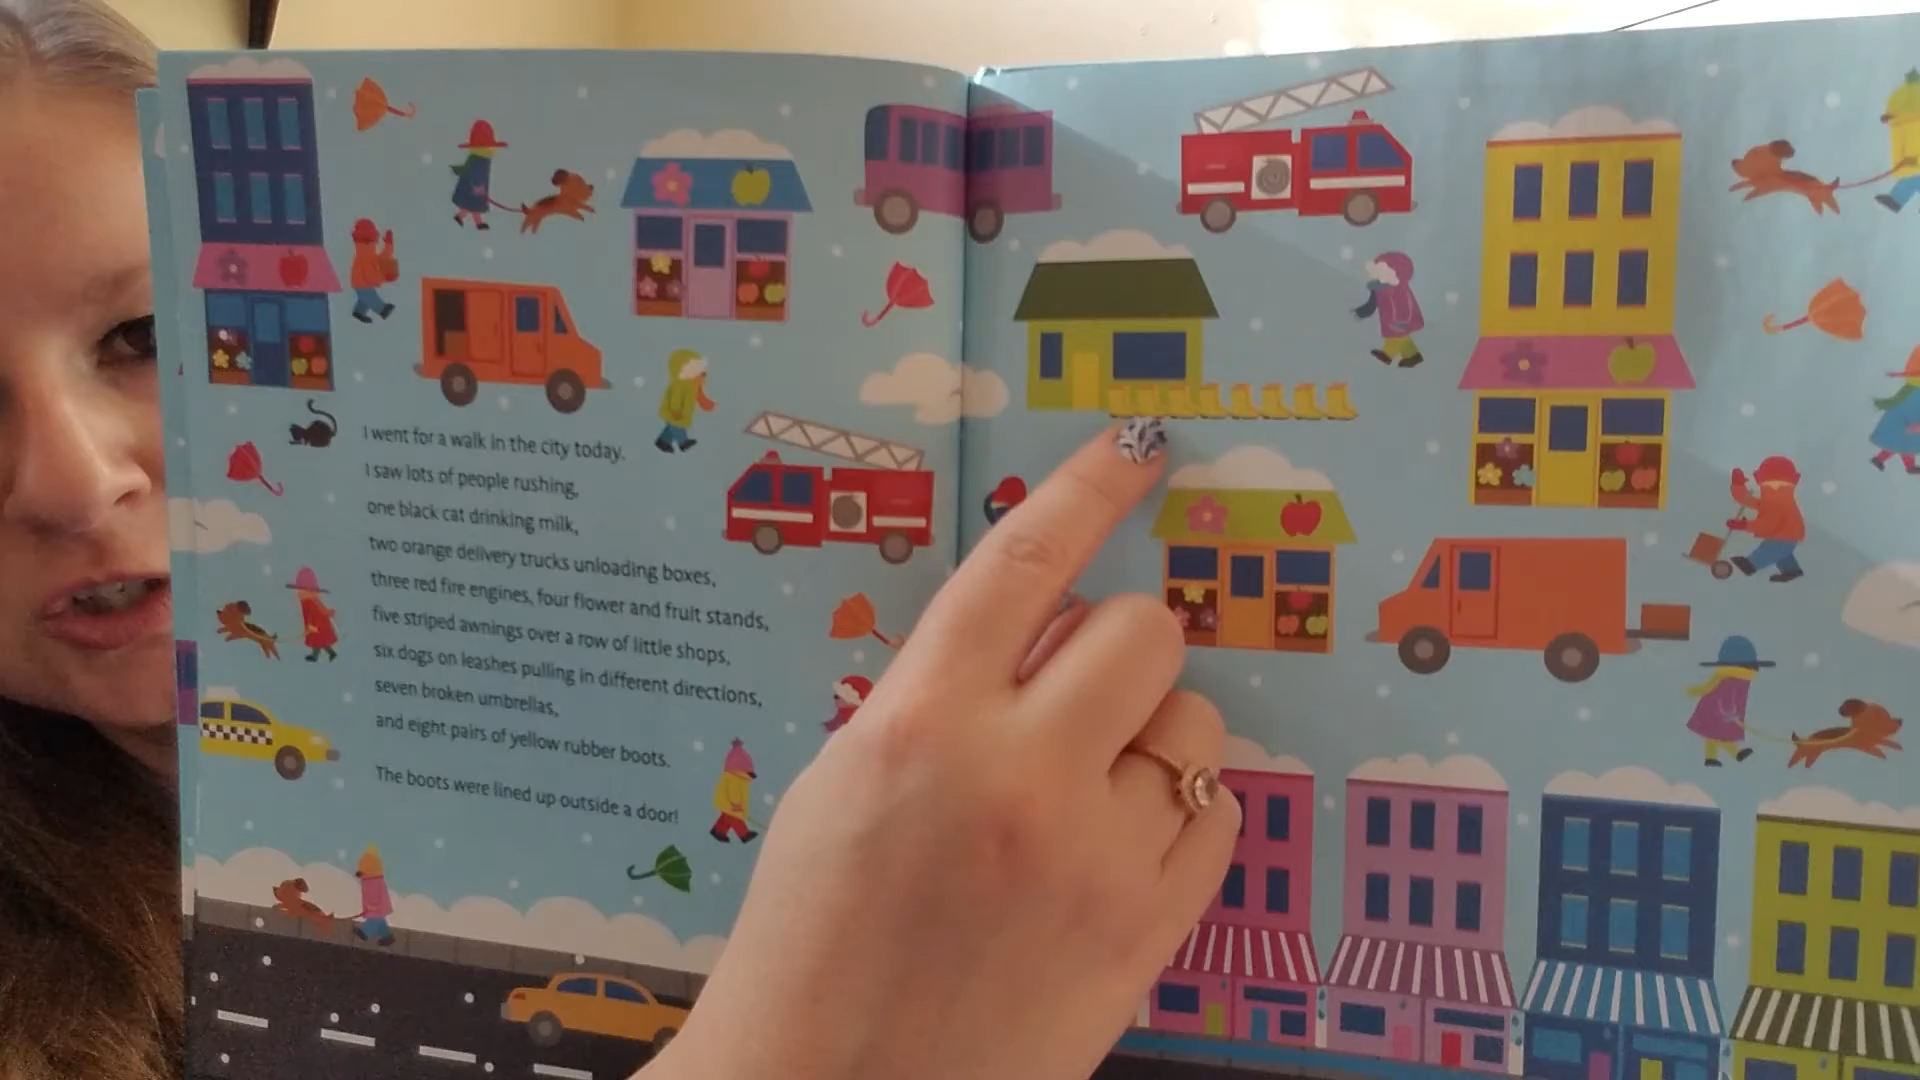 I went for a walk in the city today.
I saw lots of people rushing,
one black cat drinking milk,
two orange delivery trucks unloading boxes,
three red fire engines, four flower and fruit stands,
five striped awnings over a row of little shops,
six dogs on leashes pulling in different directions,
seven broken umbrellas,
and eight pairs of yellow rubber boots.
The boots were lined up outside a door!